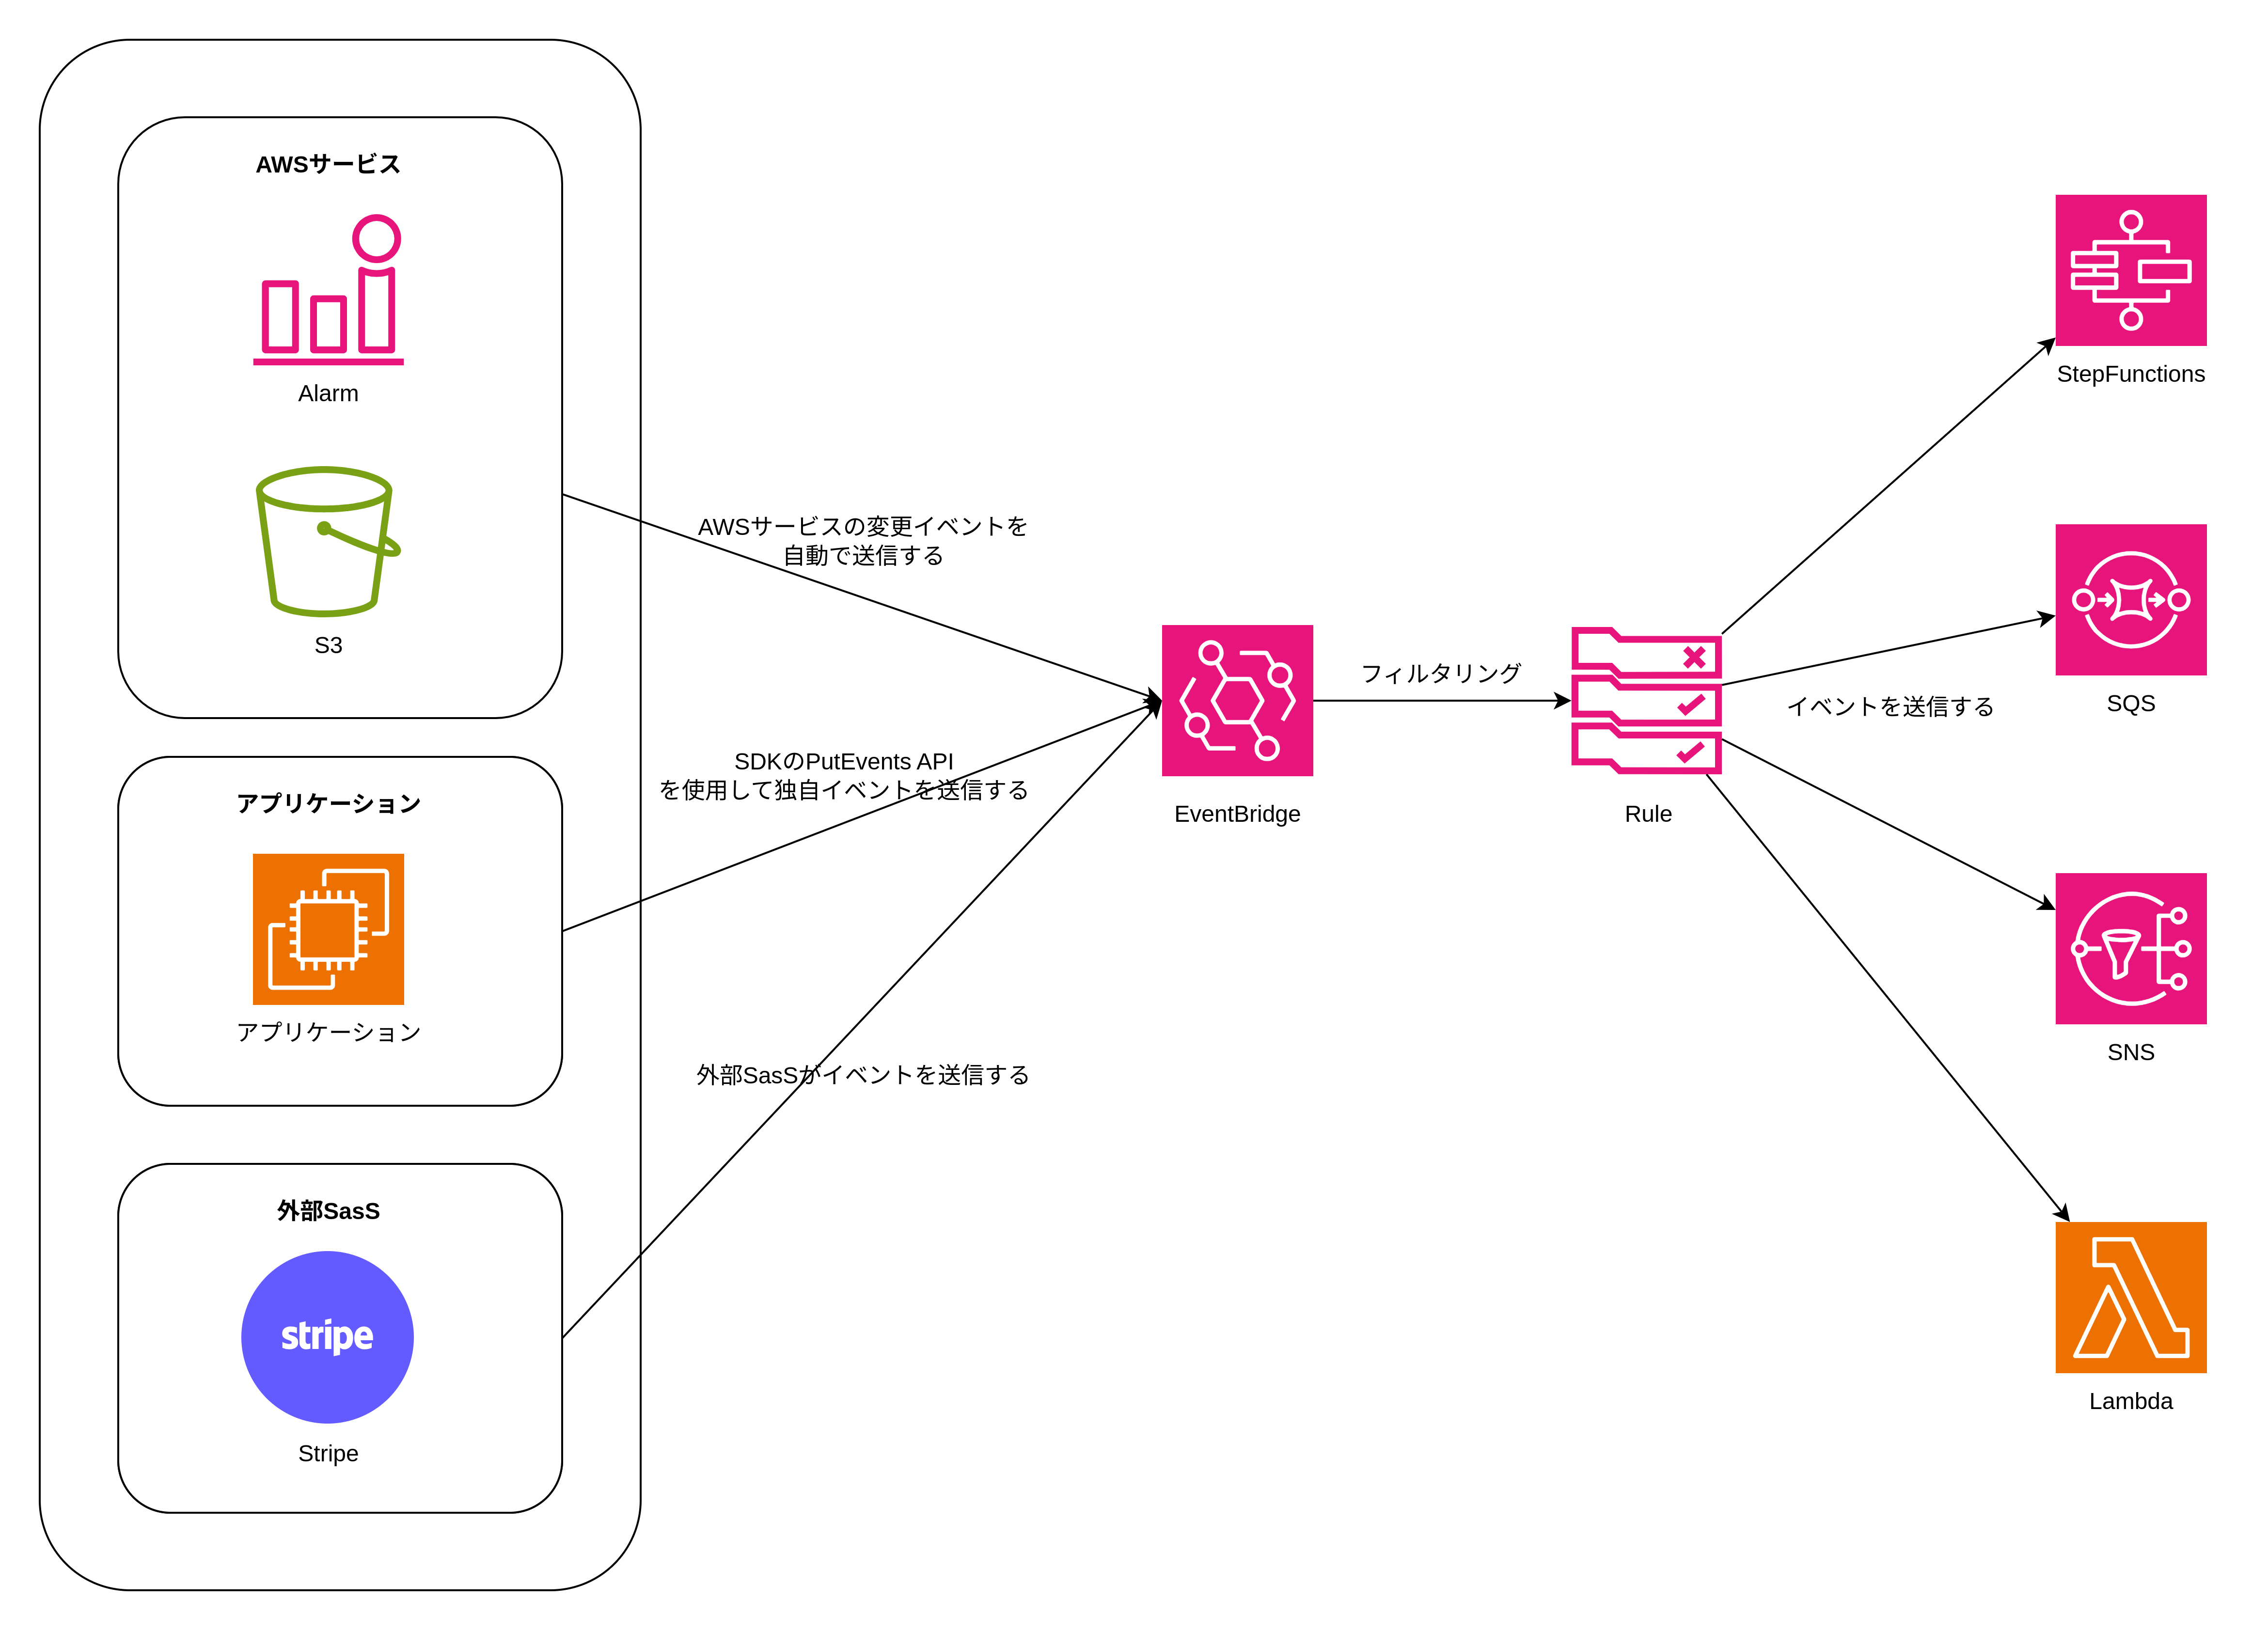 AWSサービス
Alarm
S3
アプリケーション
アプリケーション
外部SasS
stripe
Stripe
AWSサービスの変更イベントを
自動で送信する
SDKのPutEvents API
を使用して独自イベントを送信する
外部SasSがイベントを送信する
EventBridge
フィルタリング
Rule
イベントを送信する
StepFunctions
SQS
SNS
Lambda